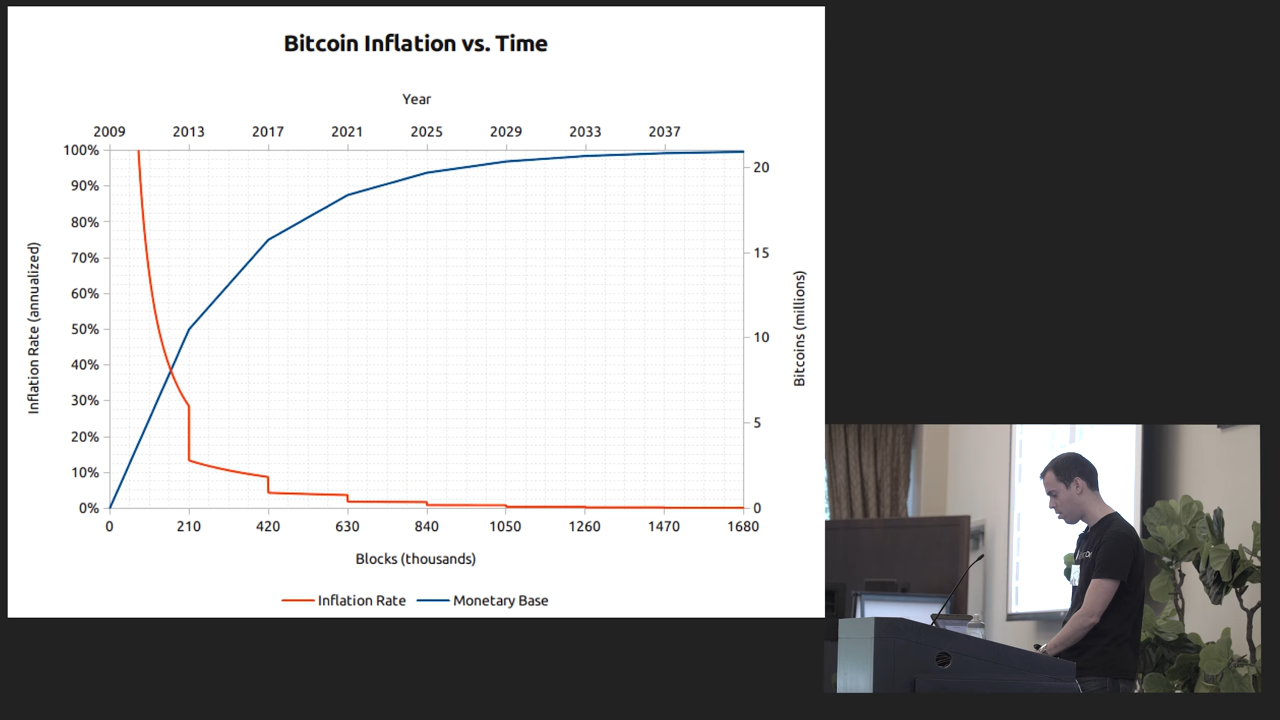 Bitcoin Inflation vs. Time
Year
2009 2013 2017 2021 2025 2029 2033 2037
100%
90%
80%
70%
60%
50%
40%
30%
20%
10%
0%
Inflation Rate (annualized)
20
15
10
5
0
Bitcoins (millions)
0 210 420 630 840 1050 1260 1470 1680
Blocks (thousands)
Inflation Rate Monetary Base